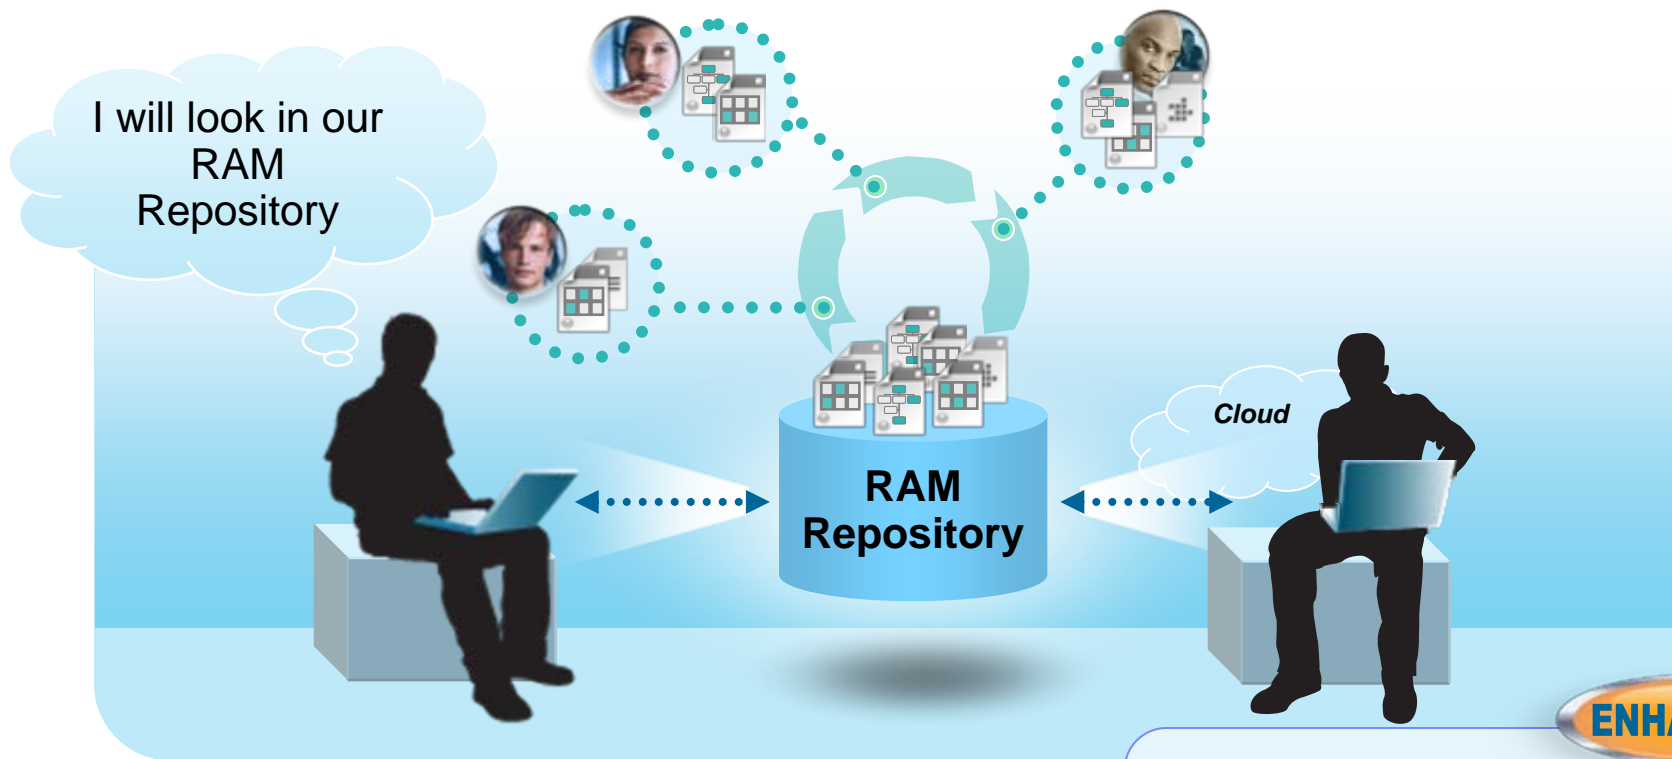 I will look in our
RAM
Repository
Cloud
RAM
Repository